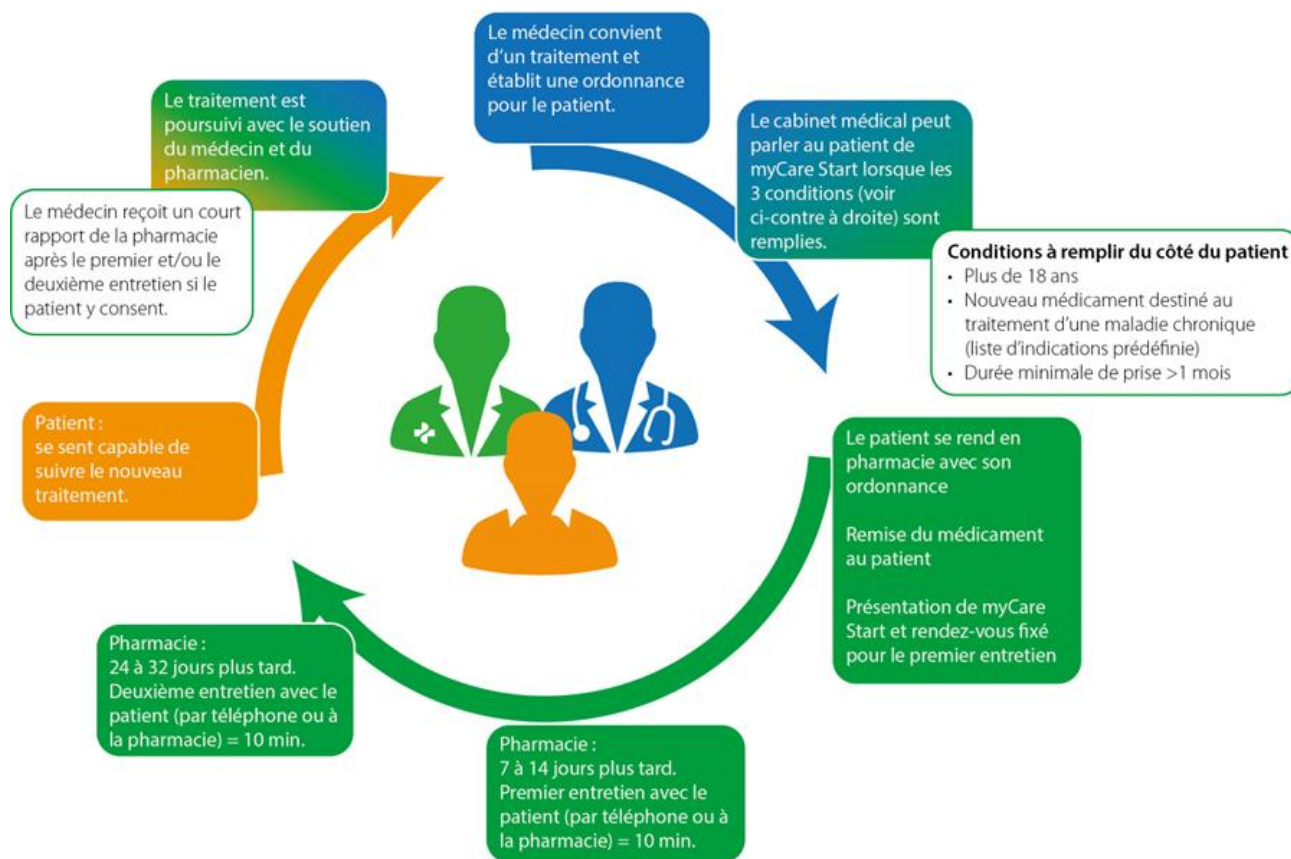 Le médecin convient
d'un traitement et
établit une ordonnance
pour le patient.
Le cabinet médical peut
parler au patient de
myCare Start lorsque les
3 conditions (voir
ci-contre à droite) sont
remplies.
Conditions à remplir du côté du patient
• Plus de 18 ans
• Nouveau médicament destiné au
traitement d'une maladie chronique
(liste d'indications prédéfinie)
• Durée minimale de prise >1 mois
Le patient se rend en
pharmacie avec son
ordonnance
Remise du médicament
au patient
Présentation de myCare
Start et rendez-vous fixé
pour le premier entretien
Pharmacie :
7 à 14 jours plus tard.
Premier entretien avec le
patient (par téléphone ou à
la pharmacie) = 10 min.
Pharmacie :
24 à 32 jours plus tard.
Deuxième entretien avec le
patient (par téléphone ou à
la pharmacie) = 10 min.
Patient :
se sent capable de
suivre le nouveau
traitement.
Le médecin reçoit un court
rapport de la pharmacie
après le premier et/ou le
deuxième entretien si le
patient y consent.
Le traitement est
poursuivi avec le soutien
du médecin et du
pharmacien.